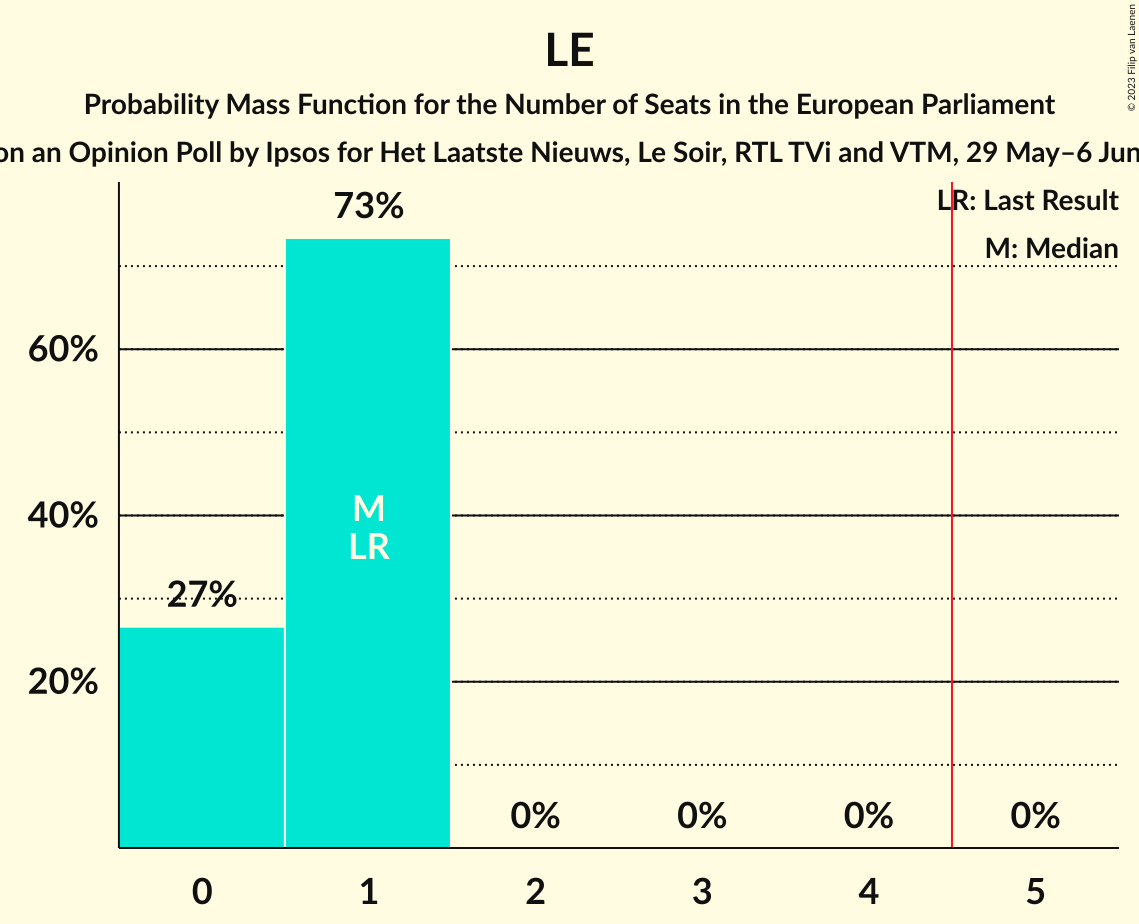 LE
Probability Mass Function for the Number of Seats in the European Parliament
on an Opinion Poll by Ipsos for Het Laatste Nieuws, Le Soir, RTL TVi and VTM, 29 May–6 Jun
© 2023 Filip van Laenen
LR: Last Result
M: Median
73%
60%
M
40%
LR
27%
20%
0% 0% 0% 0%
0 1 2 3 4 5